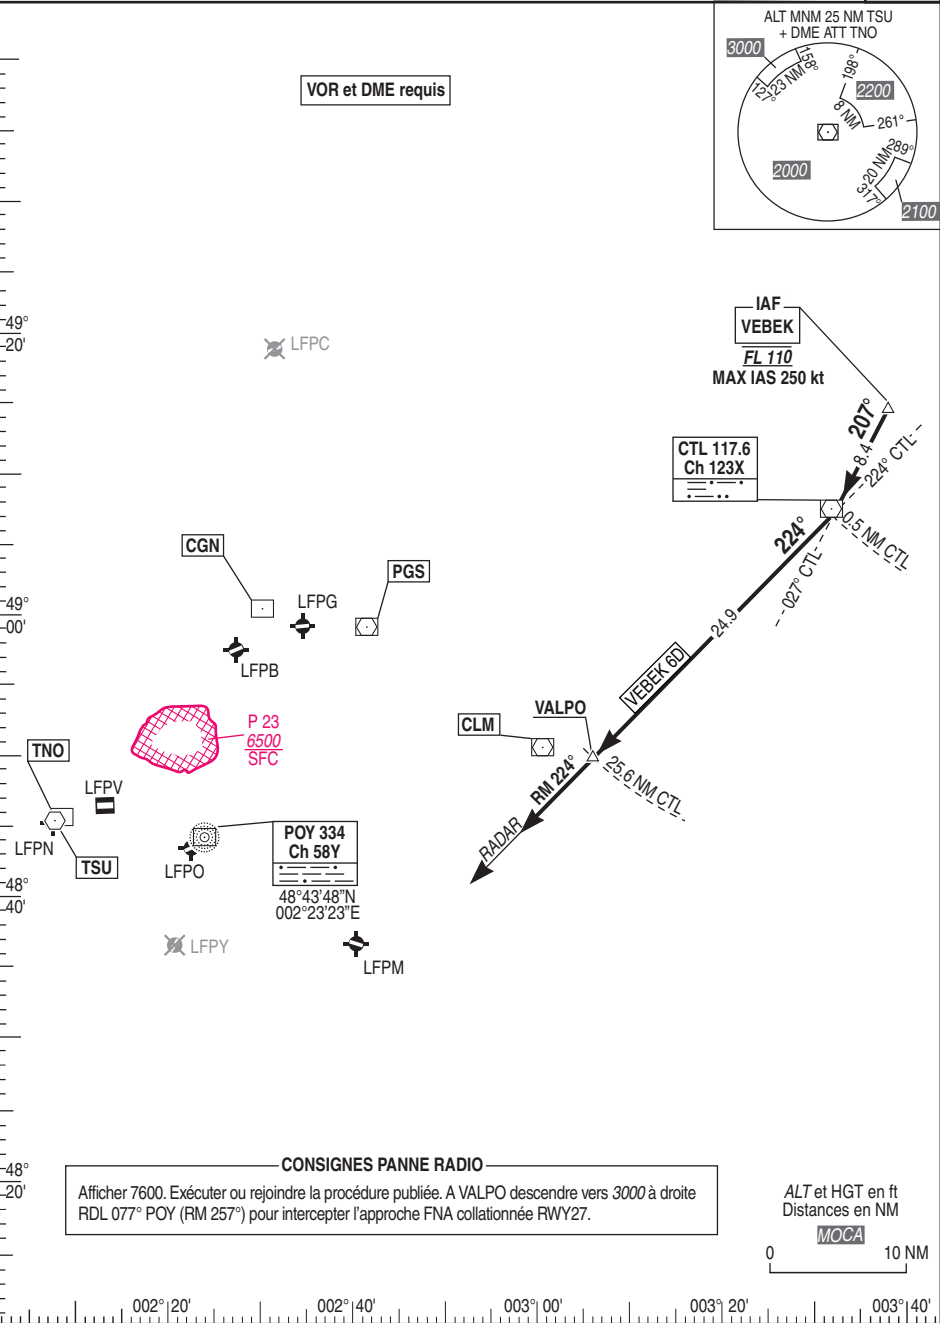 ALT MNM 25 NM TSU
+ DME ATT TNO
3000
158°
127°
23 NM
198°
2200
8 NM
261°
289°
20 NM
317°
2000
2100
VOR et DME requis
49°
20'
LFPC
IAF
VEBEK
FL 110
MAX IAS 250 kt
207°
8.4
224° CTL
CTL 117.6
Ch 123X
0.5 NM CTL
224°
027° CTL
CGN
PGS
LFPG
49°
00'
LFPB
24.9
VEBEK 6D
P 23
6500
SFC
CLM
VALPO
TNO
RM 224°
25.6 NM CTL
LFPV
RADAR
LFPN
TSU
LFPO
POY 334
Ch 58Y
48°43'48"N
002°23'23"E
48°
40'
LFPY
LFPM
CONSIGNES PANNE RADIO
Afficher 7600. Exécuter ou rejoindre la procédure publiée. A VALPO descendre vers 3000 à droite
RDL 077° POY (RM 257°) pour intercepter l'approche FNA collationnée RWY27.
48°
20'
ALT et HGT en ft
Distances en NM
MOCA
0 10 NM
002° 20' 002° 40' 003° 00' 003° 20' 003° 40'